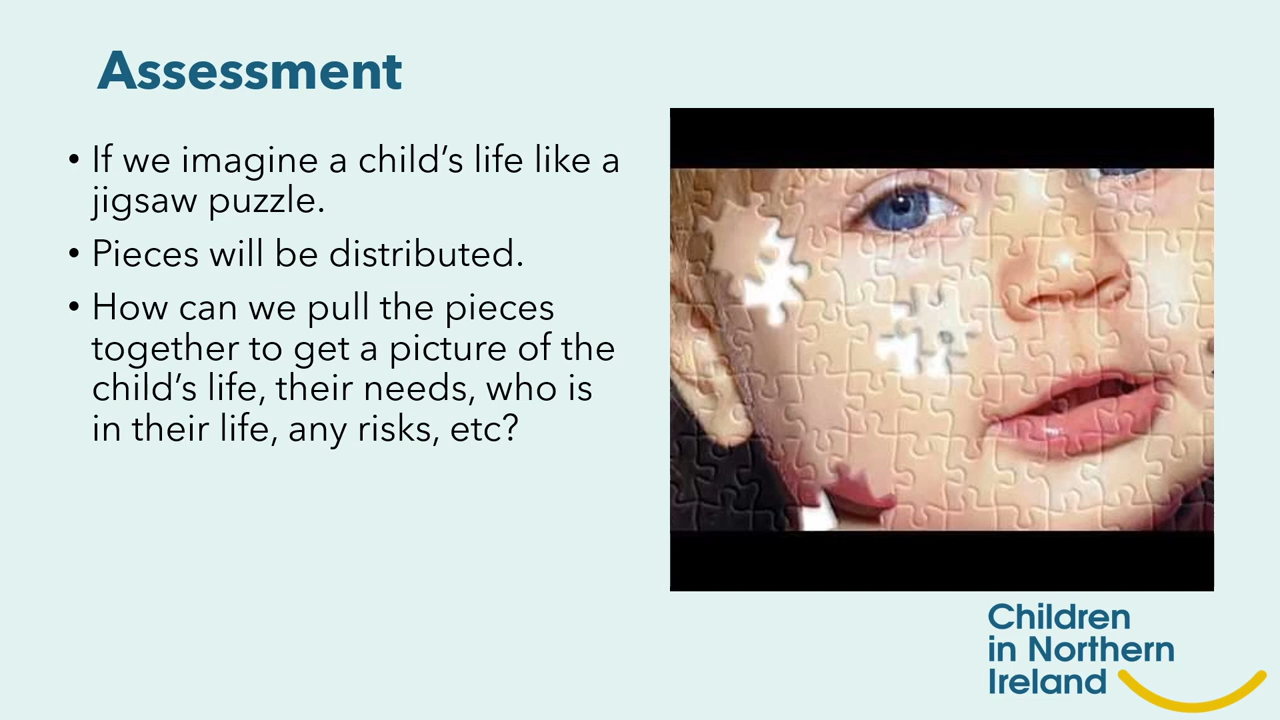 Assessment
• If we imagine a child’s life like a
jigsaw puzzle.
• Pieces will be distributed.
• How can we pull the pieces
together to get a picture of the
child’s life, their needs, who is
in their life, any risks, etc?
Children
in Northern
Ireland